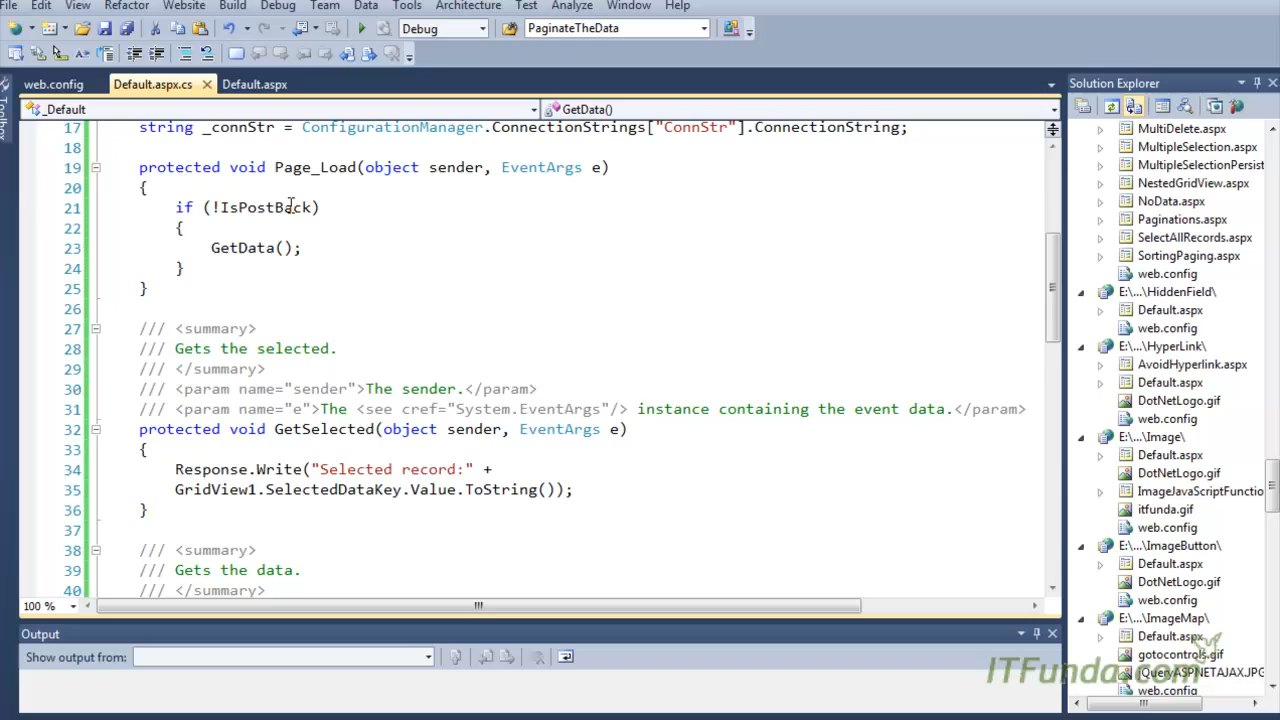 File Edit View Refactor Website Build Debug Team Data Tools Architecture Test Analyze Window Help
Debug PaginateTheData
web.config Default.aspx.cs Default.aspx
_Default GetData()
17 string _connStr = ConfigurationManager.ConnectionStrings["ConnStr"].ConnectionString;
18
19 protected void Page_Load(object sender, EventArgs e)
20 {
21 if (!IsPostBack)
22 {
23 GetData();
24 }
25 }
26
27 /// <summary>
28 /// Gets the selected.
29 /// </summary>
30 /// <param name="sender">The sender.</param>
31 /// <param name="e">The <see cref="System.EventArgs"/> instance containing the event data.</param>
32 protected void GetSelected(object sender, EventArgs e)
33 {
34 Response.Write("Selected record:" +
35 GridView1.SelectedDataKey.Value.ToString());
36 }
37
38 /// <summary>
39 /// Gets the data.
40 /// </summary>
100 %
Output
Show output from:
Toolbox
Solution Explorer
MultiDelete.aspx
MultipleSelection.aspx
MultipleSelectionPersist
NestedGridView.aspx
NoData.aspx
Paginations.aspx
SelectAllRecords.aspx
SortingPaging.aspx
web.config
E:\...\HiddenField\
Default.aspx
web.config
E:\...\HyperLink\
AvoidHyperlink.aspx
Default.aspx
DotNetLogo.gif
web.config
E:\...\Image\
Default.aspx
DotNetLogo.gif
ImageJavaScriptFunctio
itfunda.gif
web.config
E:\...\ImageButton\
Default.aspx
DotNetLogo.gif
web.config
E:\...\ImageMap\
Default.aspx
gotocontrols.gif
jQueryASPNETAJAX.JPG
web.config
ITFunda.com